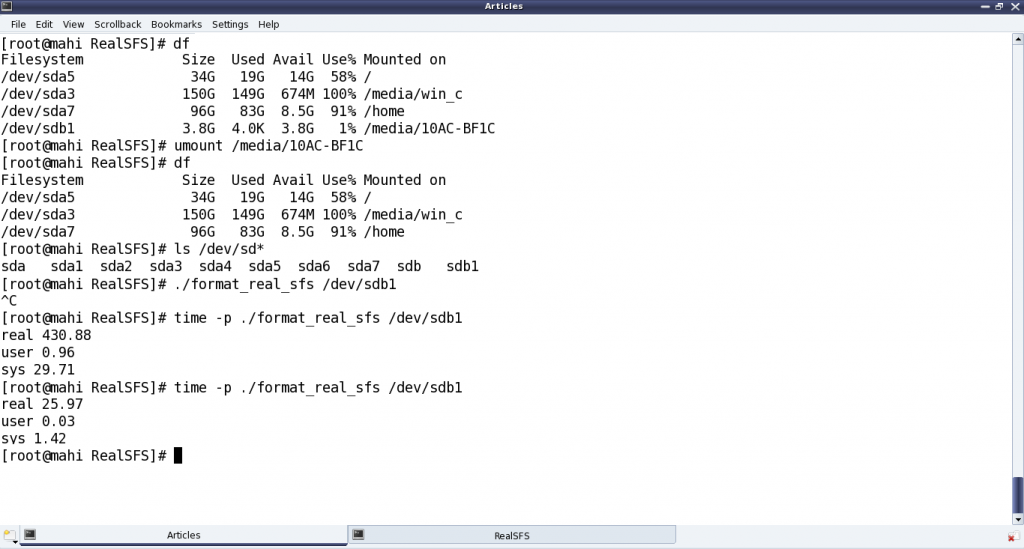 Articles
File Edit View Scrollback Bookmarks Settings Help
[root@mahi RealSFS]# df
Filesystem            Size  Used Avail Use% Mounted on
/dev/sda5              34G   19G   14G  58% /
/dev/sda3             150G  149G  674M 100% /media/win_c
/dev/sda7              96G   83G  8.5G  91% /home
/dev/sdb1             3.8G  4.0K  3.8G   1% /media/10AC-BF1C
[root@mahi RealSFS]# umount /media/10AC-BF1C
[root@mahi RealSFS]# df
Filesystem            Size  Used Avail Use% Mounted on
/dev/sda5              34G   19G   14G  58% /
/dev/sda3             150G  149G  674M 100% /media/win_c
/dev/sda7              96G   83G  8.5G  91% /home
[root@mahi RealSFS]# ls /dev/sd*
sda   sda1  sda2  sda3  sda4  sda5  sda6  sda7  sdb   sdb1
[root@mahi RealSFS]# ./format_real_sfs /dev/sdb1
^C
[root@mahi RealSFS]# time -p ./format_real_sfs /dev/sdb1
real 430.88
user 0.96
sys 29.71
[root@mahi RealSFS]# time -p ./format_real_sfs /dev/sdb1
real 25.97
user 0.03
sys 1.42
[root@mahi RealSFS]#
Articles RealSFS